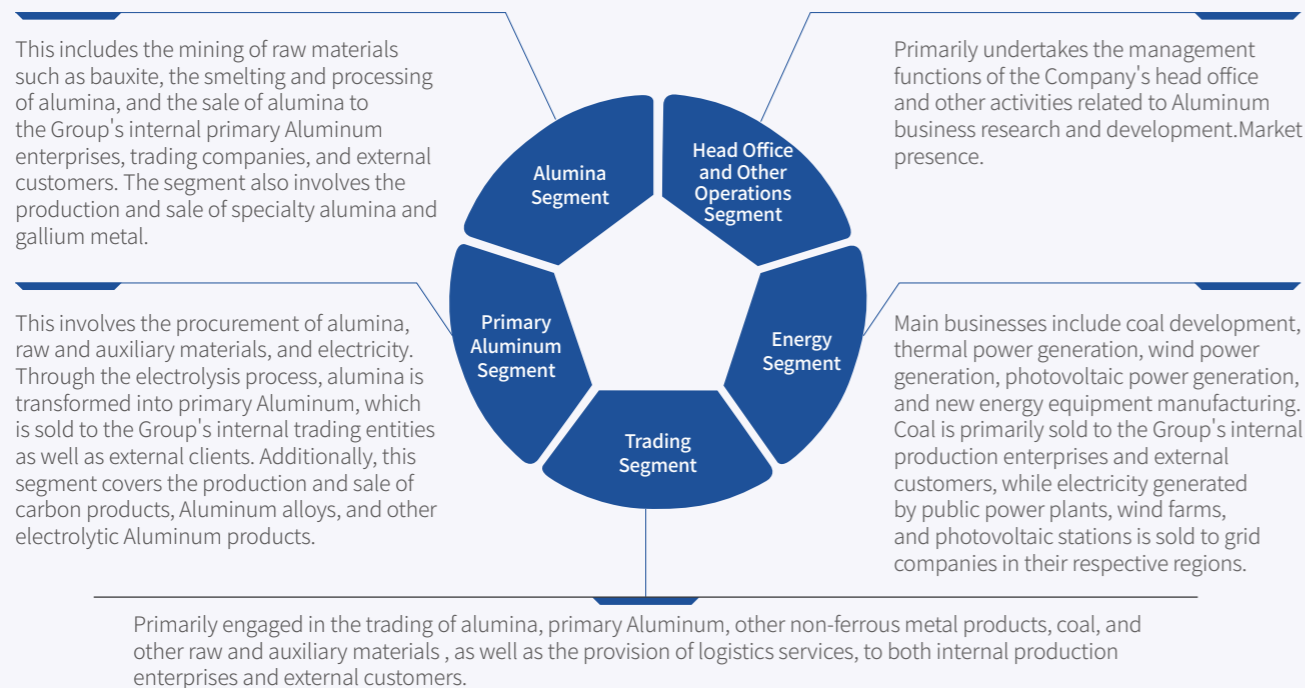 This includes the mining of raw materials
such as bauxite, the smelting and processing
of alumina, and the sale of alumina to
the Group's internal primary Aluminum
enterprises, trading companies, and external
customers. The segment also involves the
production and sale of specialty alumina and
gallium metal.
Primarily undertakes the management
functions of the Company's head office
and other activities related to Aluminum
business research and development.Market
presence.
Alumina
Segment
Head Office
and Other
Operations
Segment
This involves the procurement of alumina,
raw and auxiliary materials, and electricity.
Through the electrolysis process, alumina is
transformed into primary Aluminum, which
is sold to the Group's internal trading entities
as well as external clients. Additionally, this
segment covers the production and sale of
carbon products, Aluminum alloys, and other
electrolytic Aluminum products.
Primary
Aluminum
Segment
Energy
Segment
Main businesses include coal development,
thermal power generation, wind power
generation, photovoltaic power generation,
and new energy equipment manufacturing.
Coal is primarily sold to the Group's internal
production enterprises and external
customers, while electricity generated
by public power plants, wind farms,
and photovoltaic stations is sold to grid
companies in their respective regions.
Trading
Segment
Primarily engaged in the trading of alumina, primary Aluminum, other non-ferrous metal products, coal, and
other raw and auxiliary materials , as well as the provision of logistics services, to both internal production
enterprises and external customers.